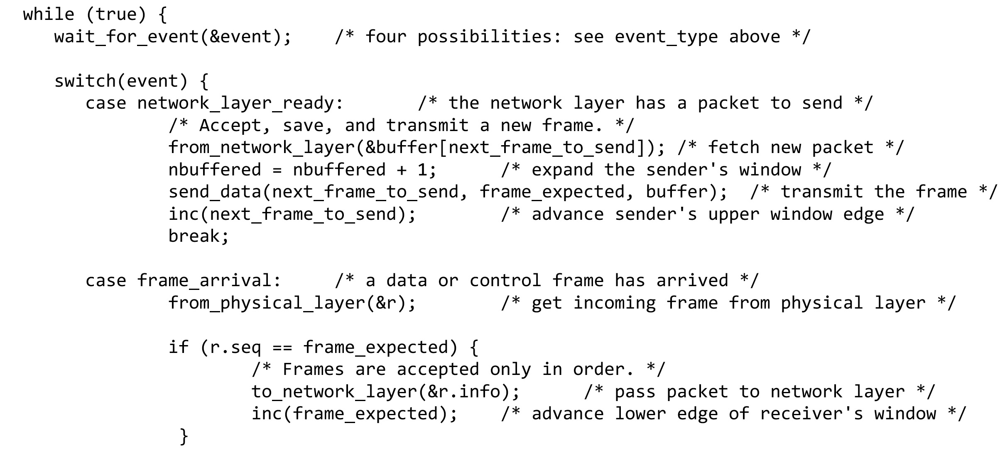 while (true) {
   wait_for_event(&event);    /* four possibilities: see event_type above */

   switch(event) {
      case network_layer_ready:       /* the network layer has a packet to send */
              /* Accept, save, and transmit a new frame. */
              from_network_layer(&buffer[next_frame_to_send]); /* fetch new packet */
              nbuffered = nbuffered + 1;      /* expand the sender's window */
              send_data(next_frame_to_send, frame_expected, buffer);  /* transmit the frame */
              inc(next_frame_to_send);        /* advance sender's upper window edge */
              break;

      case frame_arrival:     /* a data or control frame has arrived */
              from_physical_layer(&r);        /* get incoming frame from physical layer */

              if (r.seq == frame_expected) {
                      /* Frames are accepted only in order. */
                      to_network_layer(&r.info);      /* pass packet to network layer */
                      inc(frame_expected);    /* advance lower edge of receiver's window */
               }